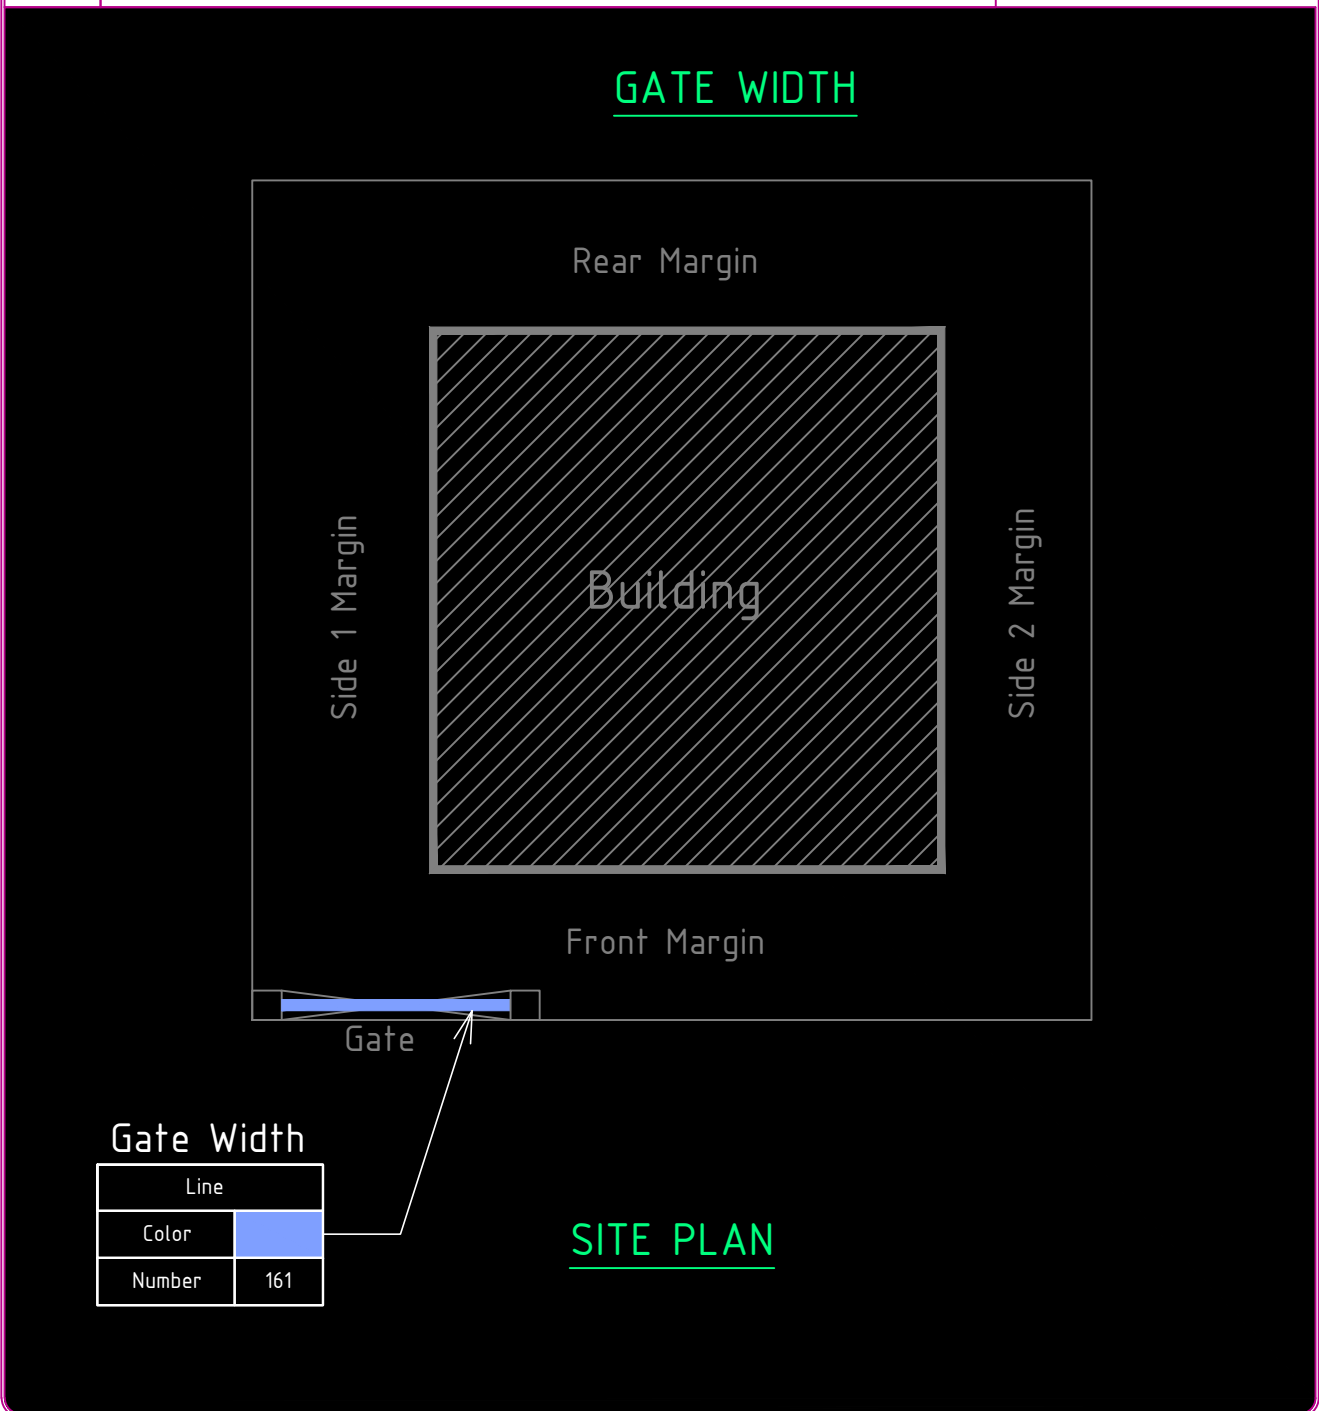 GATE WIDTH
Rear Margin
Side 1 Margin
Building
Side 2 Margin
Front Margin
Gate
Gate Width
Line
Color
Number 161
SITE PLAN